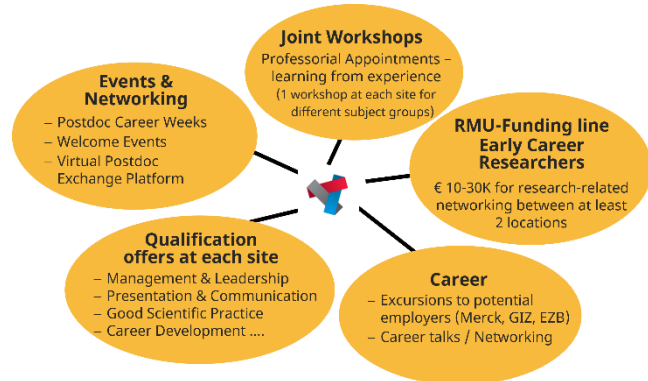 Joint Workshops
Professorial Appointments –
learning from experience
(1 workshop at each site for
different subject groups)
Events &
Networking
– Postdoc Career Weeks
– Welcome Events
– Virtual Postdoc
Exchange Platform
RMU-Funding line
Early Career
Researchers
€ 10-30K for research-related
networking between at least
2 locations
Qualification
offers at each site
– Management & Leadership
– Presentation & Communication
– Good Scientific Practice
– Career Development ....
Career
– Excursions to potential
employers (Merck, GIZ, EZB)
– Career talks / Networking